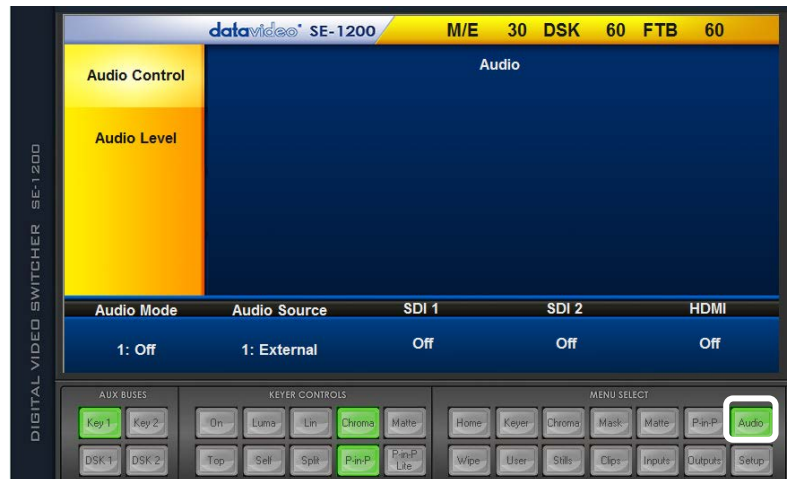 datavideo SE-1200 M/E 30 DSK 60 FTB 60
Audio Control
Audio
Audio Level
Audio Mode Audio Source SDI 1 SDI 2 HDMI
1: Off 1: External Off Off Off
DIGITAL VIDEO SWITCHER SE-1200
AUX BUSES KEYER CONTROLS MENU SELECT
Key 1 Key 2 On Luma Lin Chroma Matte Home Keyer Chroma Mask Matte P-in-P Audio
DSK 1 DSK 2 Top Self Split P-in-P P-in-P Lite Wipe User Stills Clips Inputs Outputs Setup